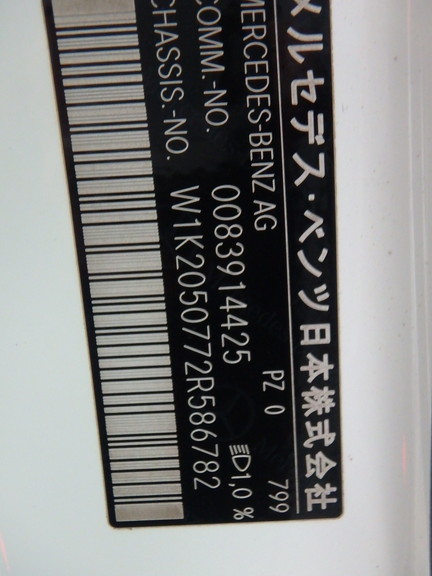 メルセデス・ベンツ日本株式会社
MERCEDES-BENZ AG PZ 0 799
COMM.-NO. 0083914425 1,0 %
CHASSIS.-NO. W1K2050772R586782